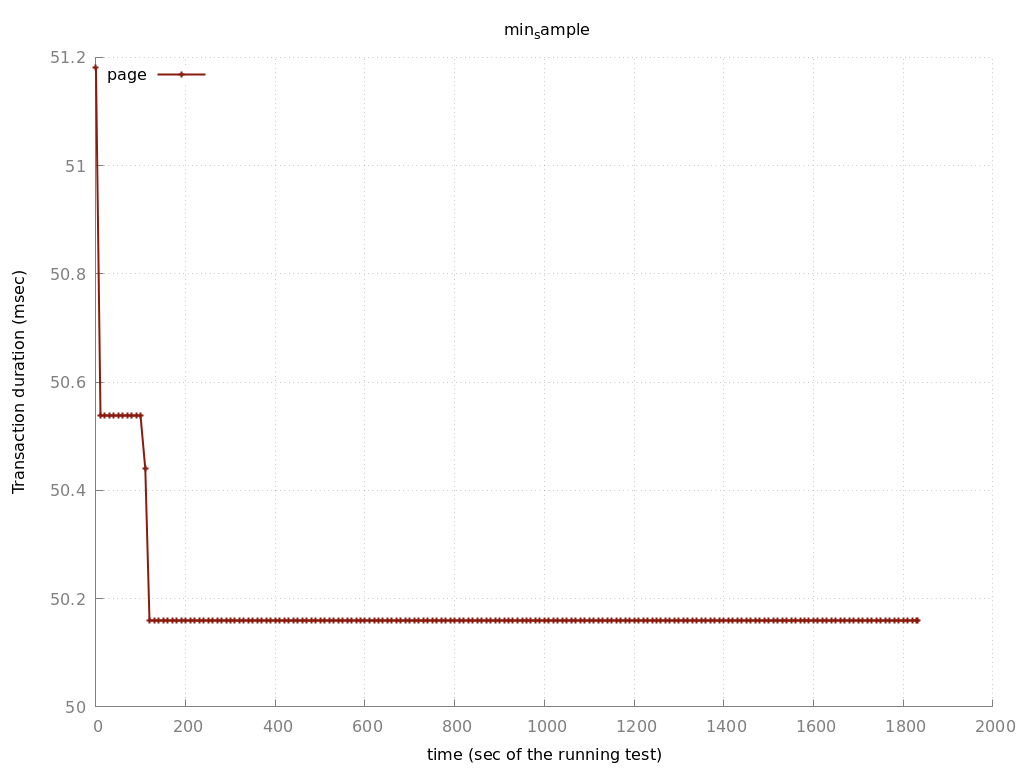 minsample
51.2
page
51
50.8
50.6
50.4
50.2
50
Transaction duration (msec)
0 200 400 600 800 1000 1200 1400 1600 1800 2000
time (sec of the running test)